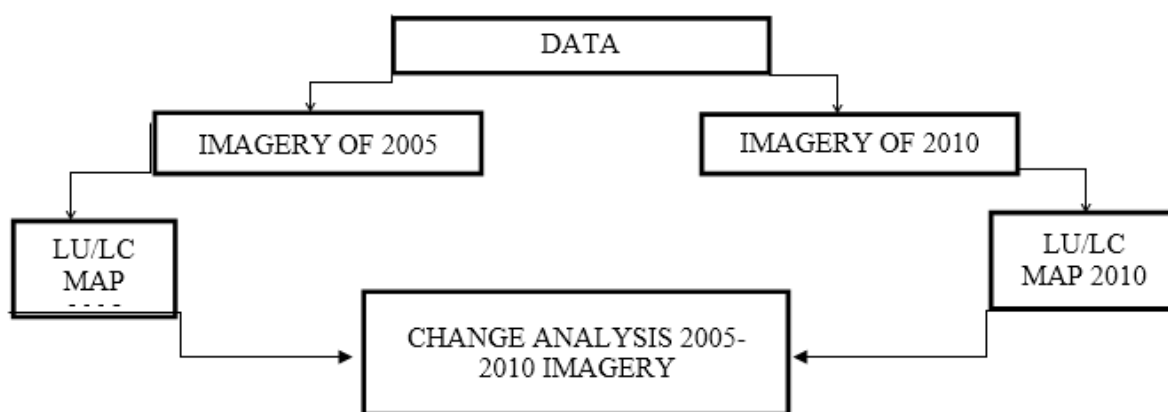 DATA
IMAGERY OF 2005
IMAGERY OF 2010
LU/LC
MAP
LU/LC
MAP 2010
CHANGE ANALYSIS 2005-
2010 IMAGERY